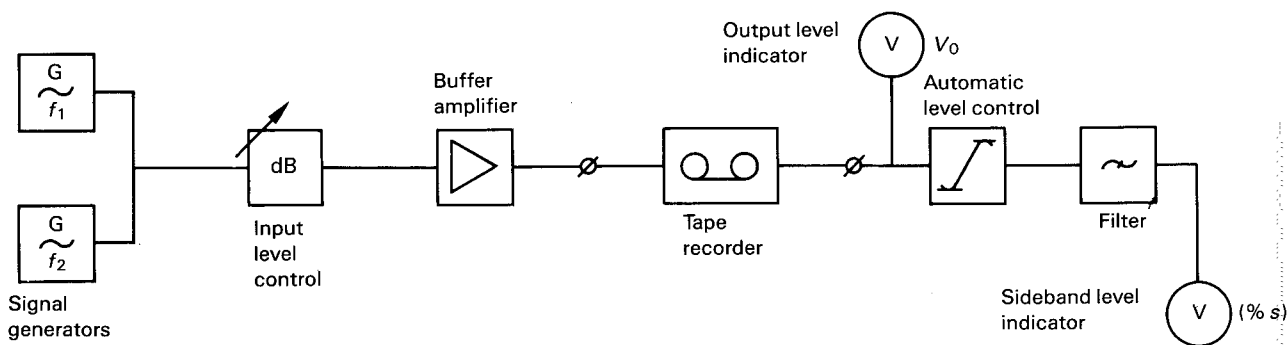 G
f₁
G
f₂
Signal
generators
dB
Input
level
control
Buffer
amplifier
Tape
recorder
Output level
indicator
V
V₀
Automatic
level control
Filter
Sideband level
indicator
V
(% s)